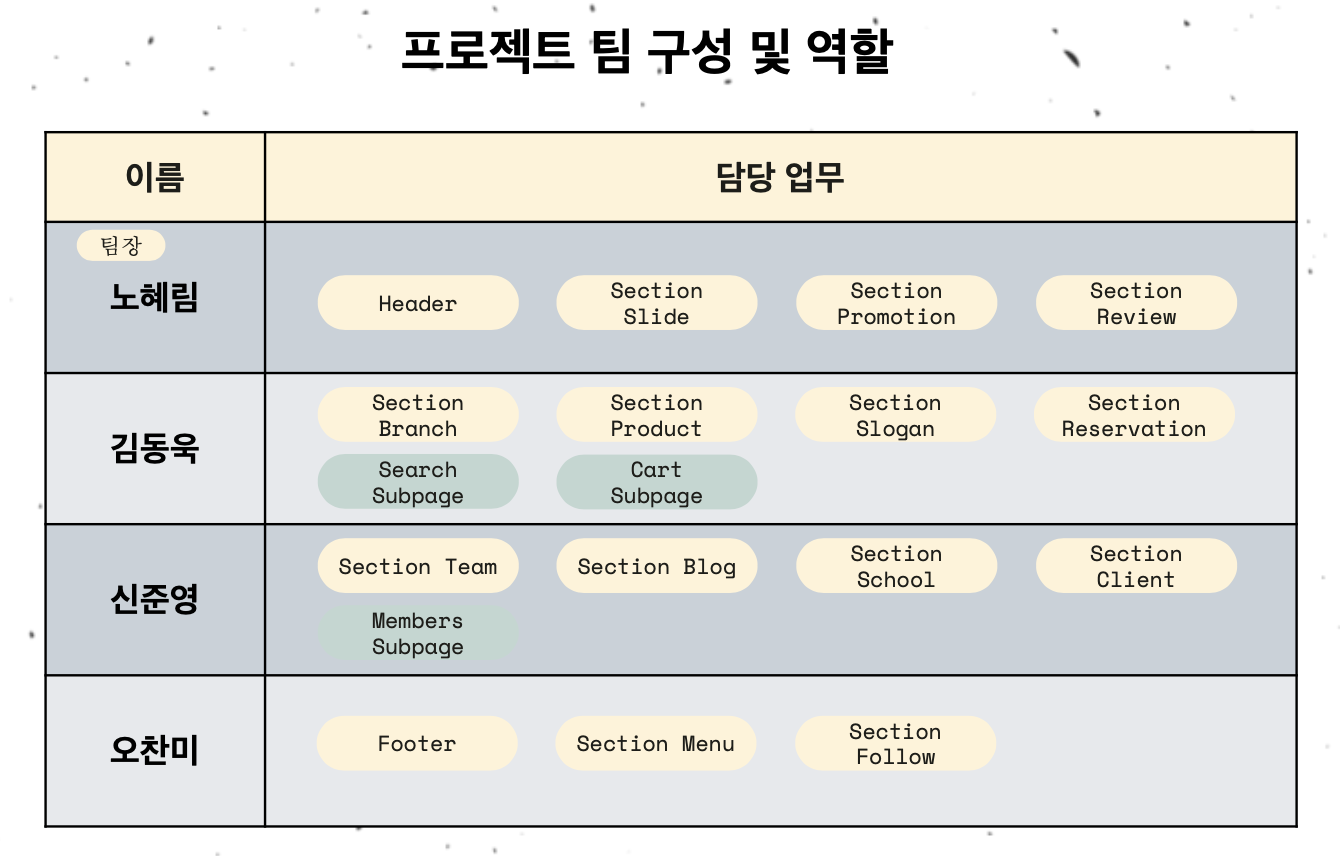 프로젝트 팀 구성 및 역할
이름
담당 업무
팀장
노혜림
Header
Section
Slide
Section
Promotion
Section
Review
김동욱
Section
Branch
Section
Product
Section
Slogan
Section
Reservation
Search
Subpage
Cart
Subpage
신준영
Section Team
Section Blog
Section
School
Section
Client
Members
Subpage
오찬미
Footer
Section Menu
Section
Follow